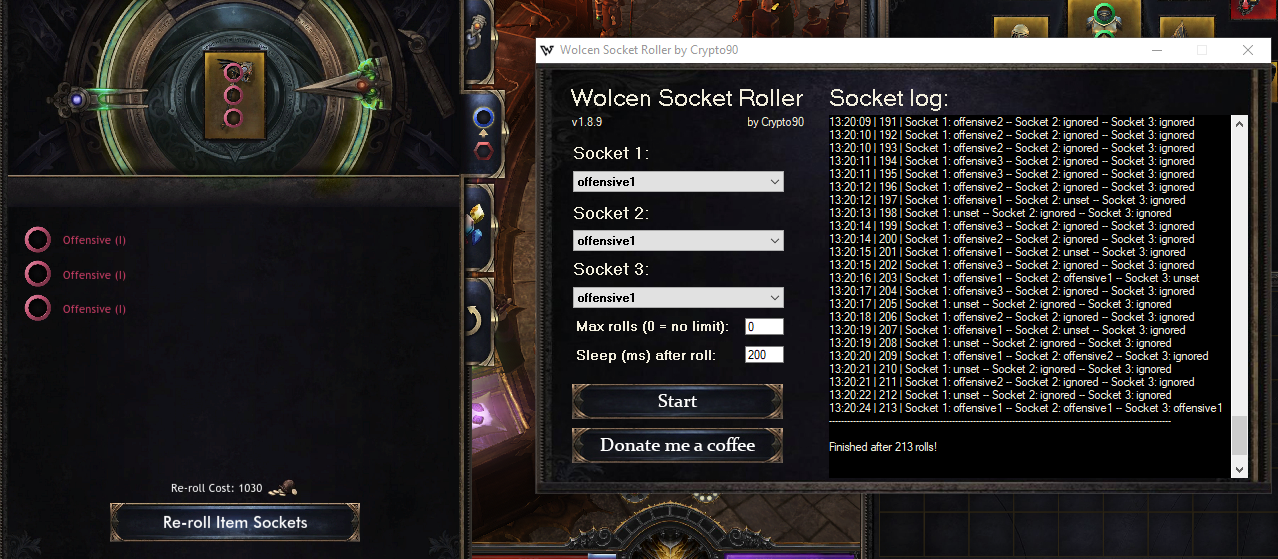 Wolcen Socket Roller by Crypto90
Offensive (I)
Offensive (I)
Offensive (I)
Re-roll Cost: 1030
Re-roll Item Sockets
Wolcen Socket Roller
v1.8.9
by Crypto90
Socket 1:
offensive1
Socket 2:
offensive1
Socket 3:
offensive1
Max rolls (0 = no limit):
0
Sleep (ms) after roll:
200
Start
Donate me a coffee
Socket log:
13:20:09 | 191 | Socket 1: offensive2 -- Socket 2: ignored -- Socket 3: ignored
13:20:10 | 192 | Socket 1: offensive2 -- Socket 2: ignored -- Socket 3: ignored
13:20:10 | 193 | Socket 1: offensive2 -- Socket 2: ignored -- Socket 3: ignored
13:20:11 | 194 | Socket 1: offensive3 -- Socket 2: ignored -- Socket 3: ignored
13:20:11 | 195 | Socket 1: offensive3 -- Socket 2: ignored -- Socket 3: ignored
13:20:12 | 196 | Socket 1: offensive2 -- Socket 2: ignored -- Socket 3: ignored
13:20:12 | 197 | Socket 1: offensive1 -- Socket 2: unset -- Socket 3: ignored
13:20:13 | 198 | Socket 1: unset -- Socket 2: ignored -- Socket 3: ignored
13:20:14 | 199 | Socket 1: offensive3 -- Socket 2: ignored -- Socket 3: ignored
13:20:14 | 200 | Socket 1: offensive2 -- Socket 2: ignored -- Socket 3: ignored
13:20:15 | 201 | Socket 1: offensive1 -- Socket 2: unset -- Socket 3: ignored
13:20:15 | 202 | Socket 1: offensive3 -- Socket 2: ignored -- Socket 3: ignored
13:20:16 | 203 | Socket 1: offensive1 -- Socket 2: offensive1 -- Socket 3: unset
13:20:17 | 204 | Socket 1: offensive3 -- Socket 2: ignored -- Socket 3: ignored
13:20:17 | 205 | Socket 1: unset -- Socket 2: ignored -- Socket 3: ignored
13:20:18 | 206 | Socket 1: offensive2 -- Socket 2: ignored -- Socket 3: ignored
13:20:19 | 207 | Socket 1: offensive1 -- Socket 2: unset -- Socket 3: ignored
13:20:19 | 208 | Socket 1: unset -- Socket 2: ignored -- Socket 3: ignored
13:20:20 | 209 | Socket 1: offensive1 -- Socket 2: offensive2 -- Socket 3: ignored
13:20:21 | 210 | Socket 1: unset -- Socket 2: ignored -- Socket 3: ignored
13:20:21 | 211 | Socket 1: offensive2 -- Socket 2: ignored -- Socket 3: ignored
13:20:22 | 212 | Socket 1: unset -- Socket 2: ignored -- Socket 3: ignored
13:20:24 | 213 | Socket 1: offensive1 -- Socket 2: offensive1 -- Socket 3: offensive1
Finished after 213 rolls!